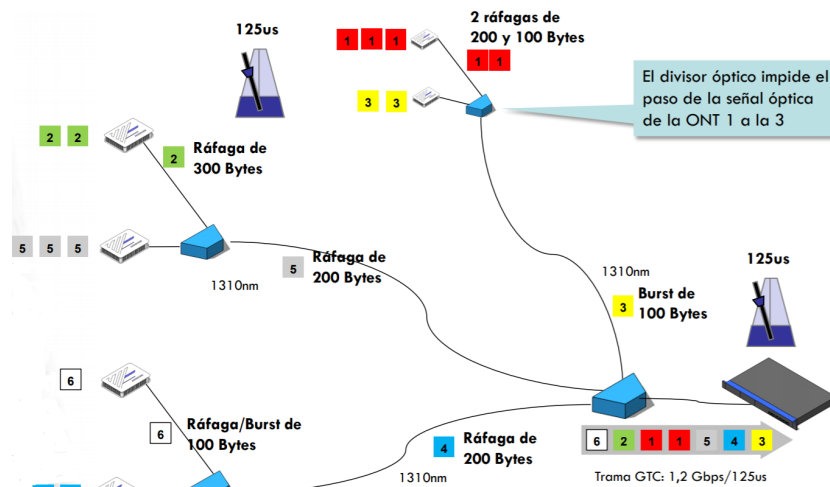 125us
1 1 1
2 ráfagas de
200 y 100 Bytes
1 1
El divisor óptico impide el
paso de la señal óptica
de la ONT 1 a la 3
3 3
2 2
2
Ráfaga de
300 Bytes
5 5 5
5
Ráfaga de
200 Bytes
1310nm
1310nm
3
Burst de
100 Bytes
125us
6
6
Ráfaga/Burst de
100 Bytes
4
Ráfaga de
200 Bytes
1310nm
6 2 1 1 5 4 3
Trama GTC: 1,2 Gbps/125us